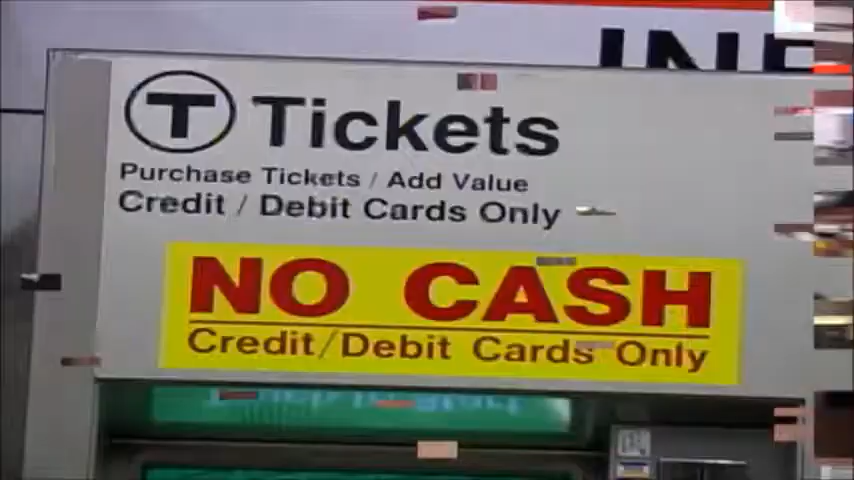 T Tickets
Purchase Tickets / Add Value
Credit / Debit Cards Only
NO CASH
Credit/Debit Cards Only